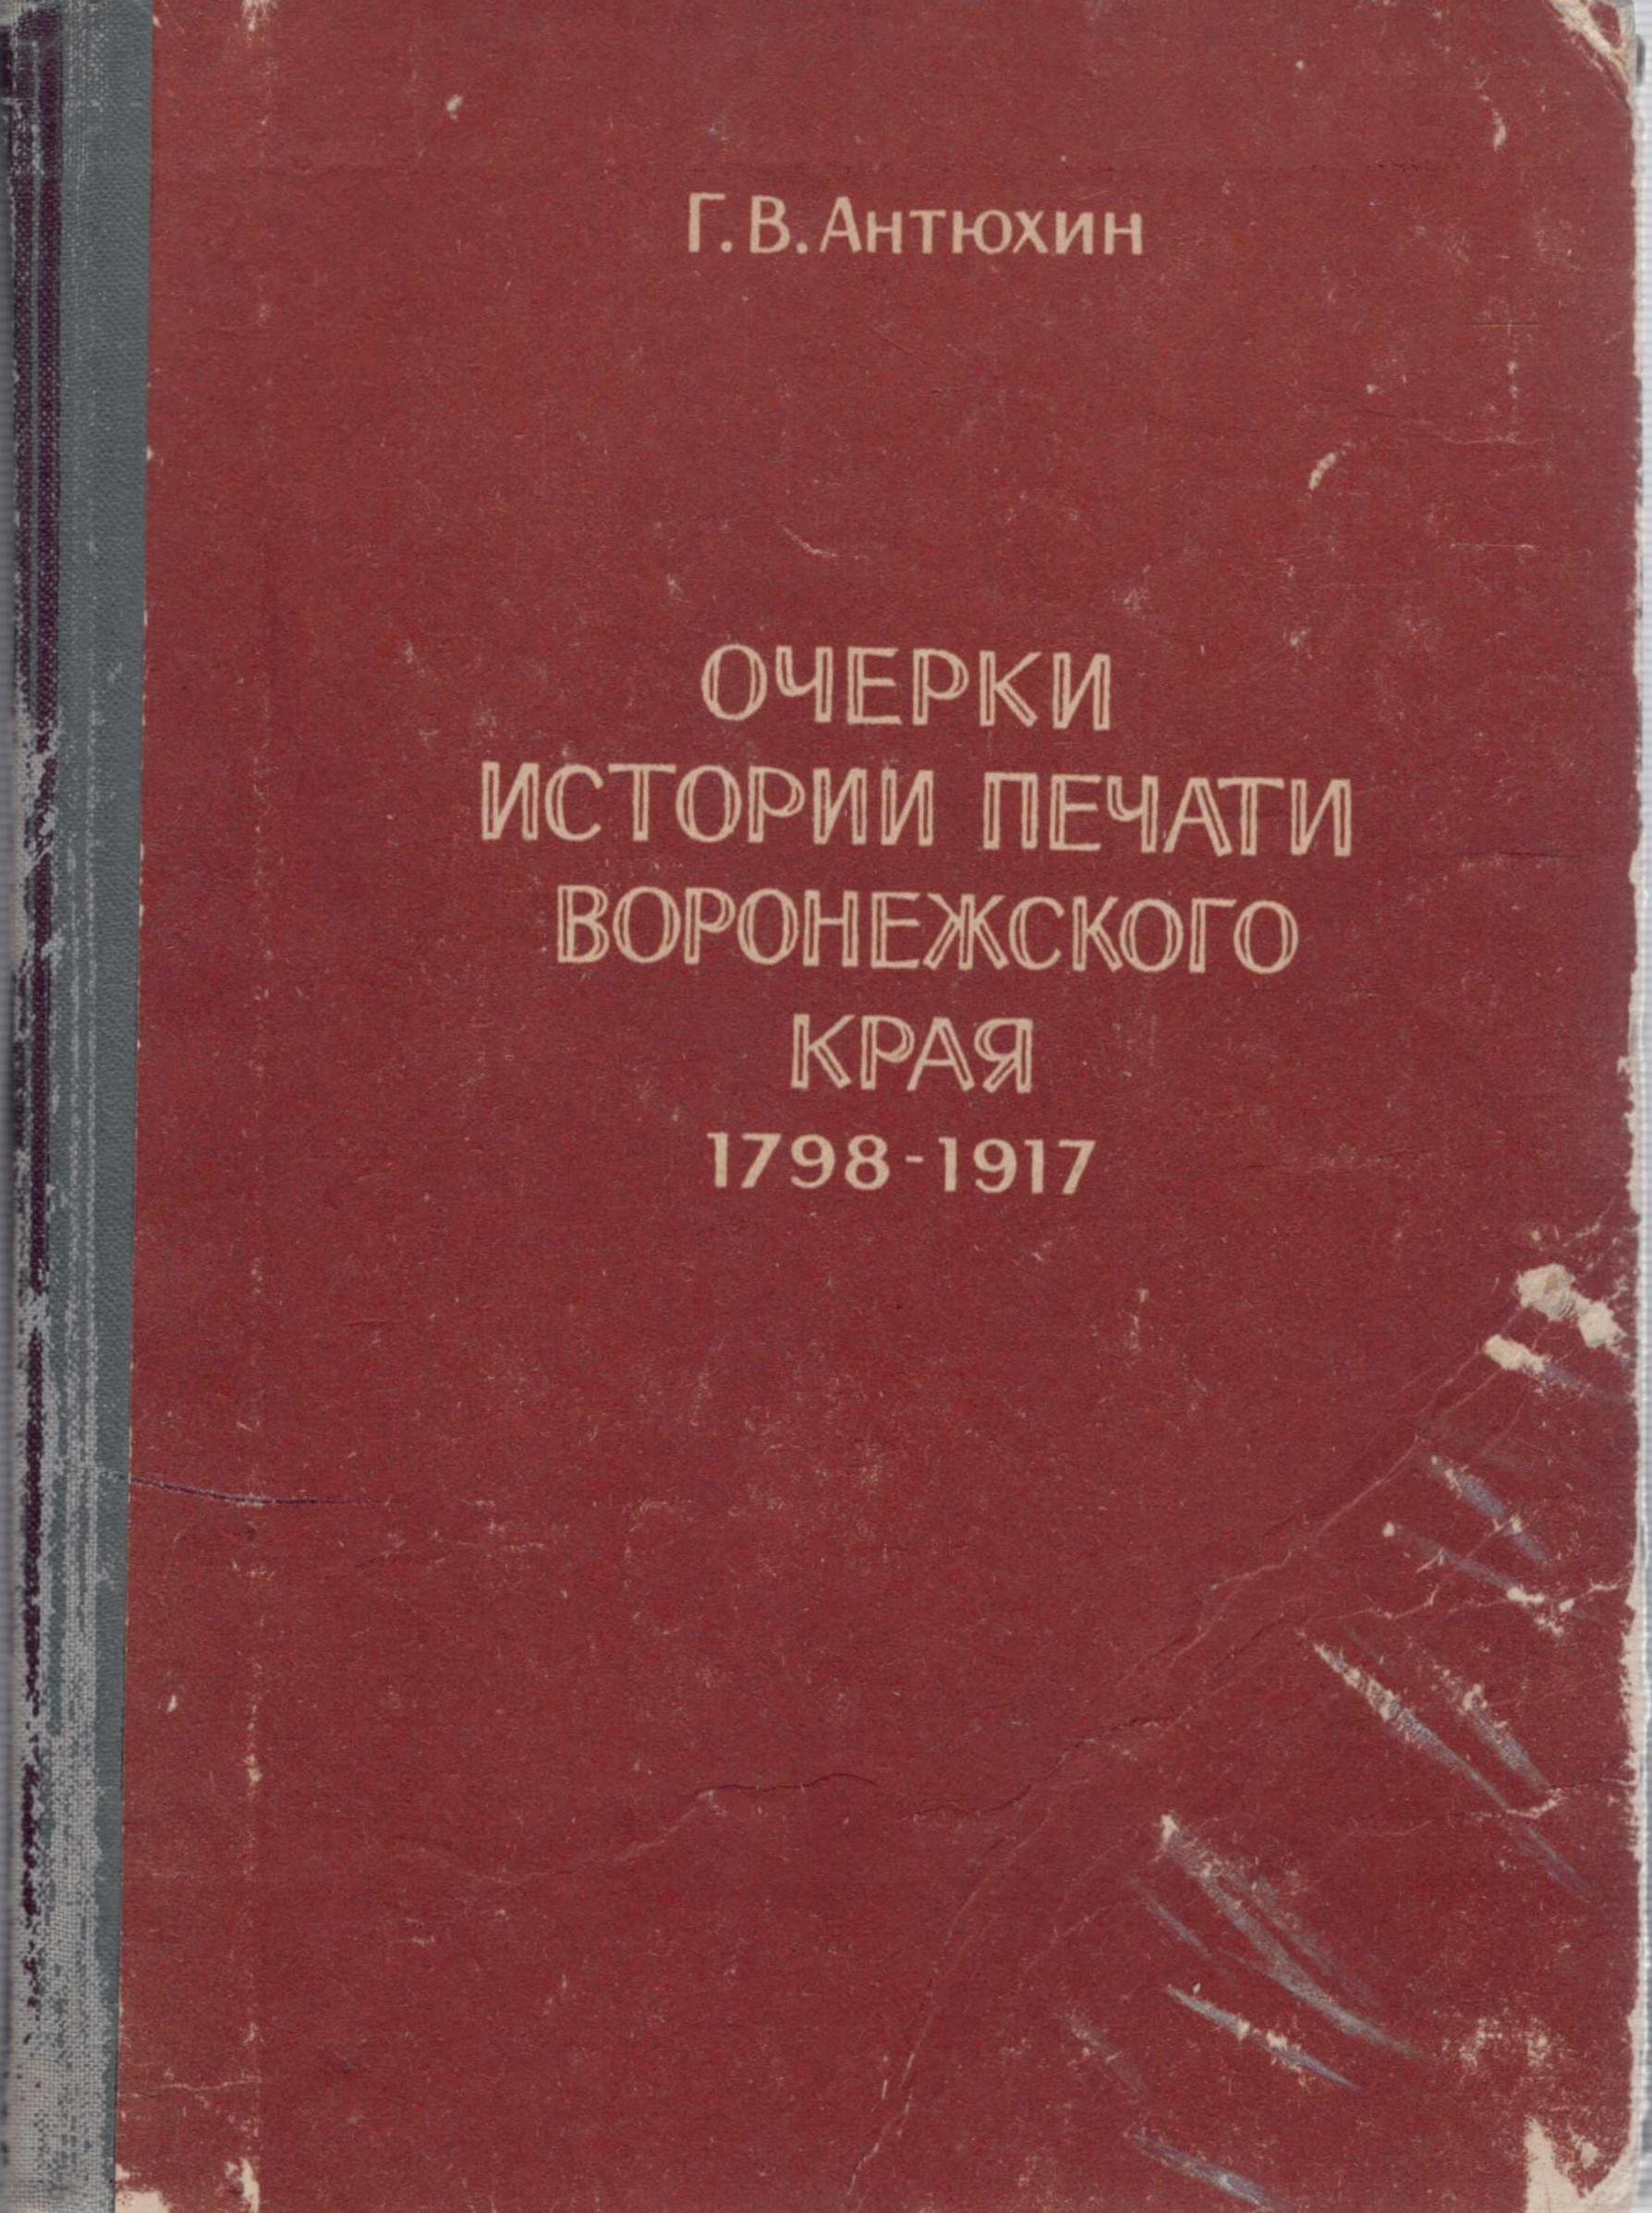 Г. В. Антюхин
ОЧЕРКИ
ИСТОРИИ ПЕЧАТИ
ВОРОНЕЖСКОГО
КРАЯ
1798-1917